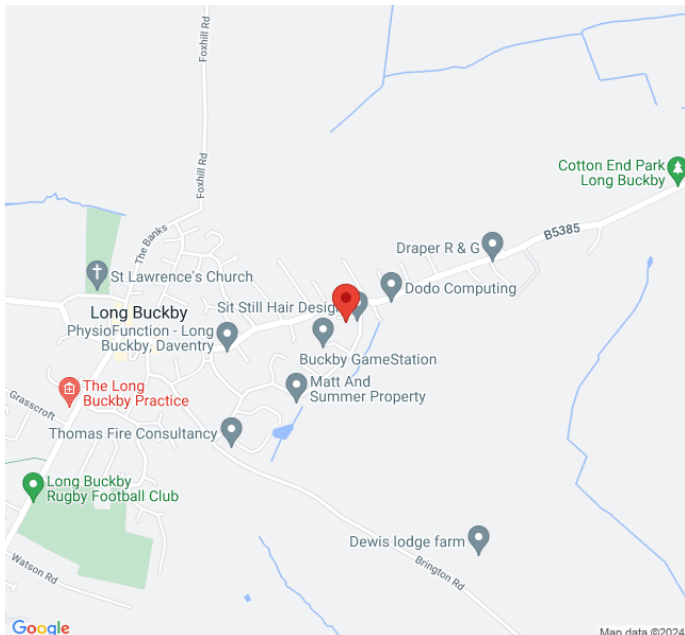 Foxhill Rd
Foxhill Rd
Cotton End Park
Long Buckby
B5385
The Banks
Draper R & G
St Lawrence's Church
Dodo Computing
Sit Still Hair Design
Long Buckby
PhysioFunction - Long
Buckby, Daventry
Buckby GameStation
Matt And
Summer Property
The Long
Buckby Practice
Grasscroft
Thomas Fire Consultancy
Long Buckby
Rugby Football Club
Dewis lodge farm
Brington Rd
Watson Rd
Google
Map data ©2024